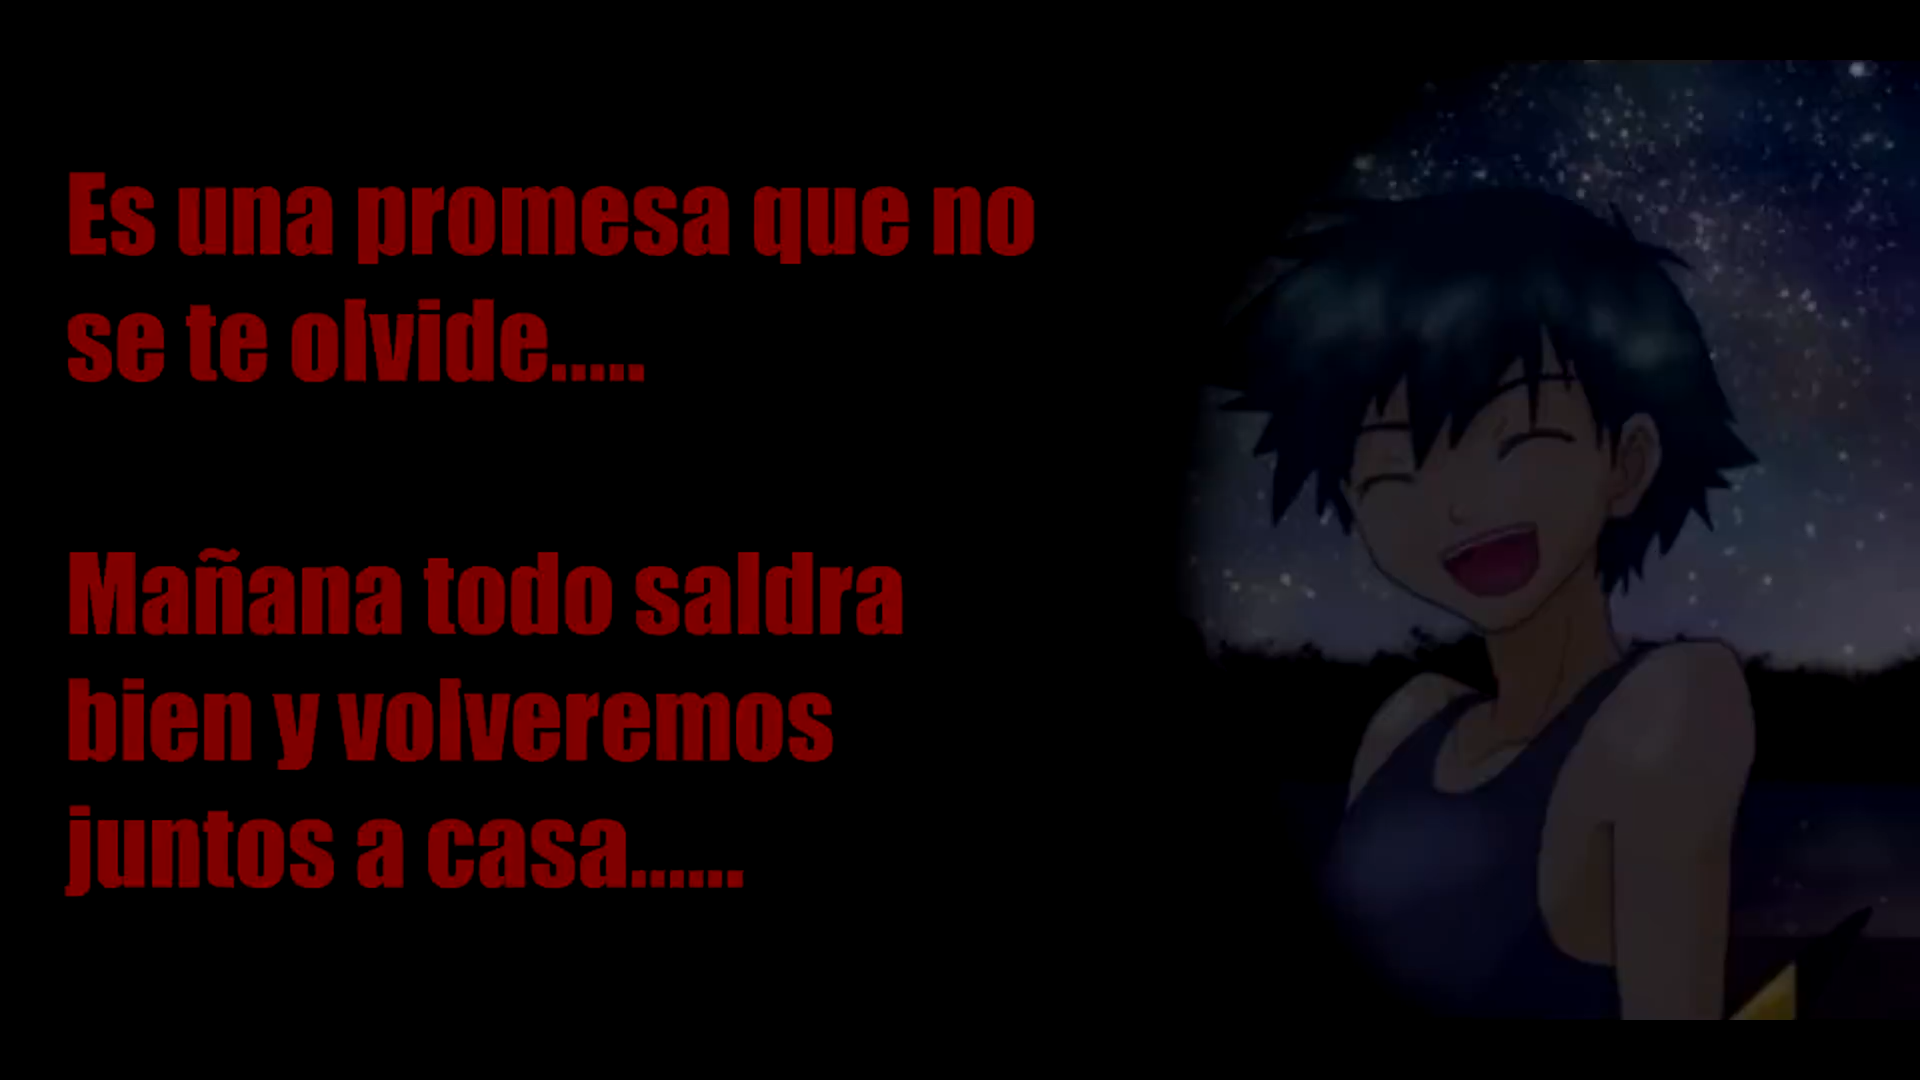 Es una promesa que no
se te olvide.....
Mañana todo saldra
bien y volveremos
juntos a casa......